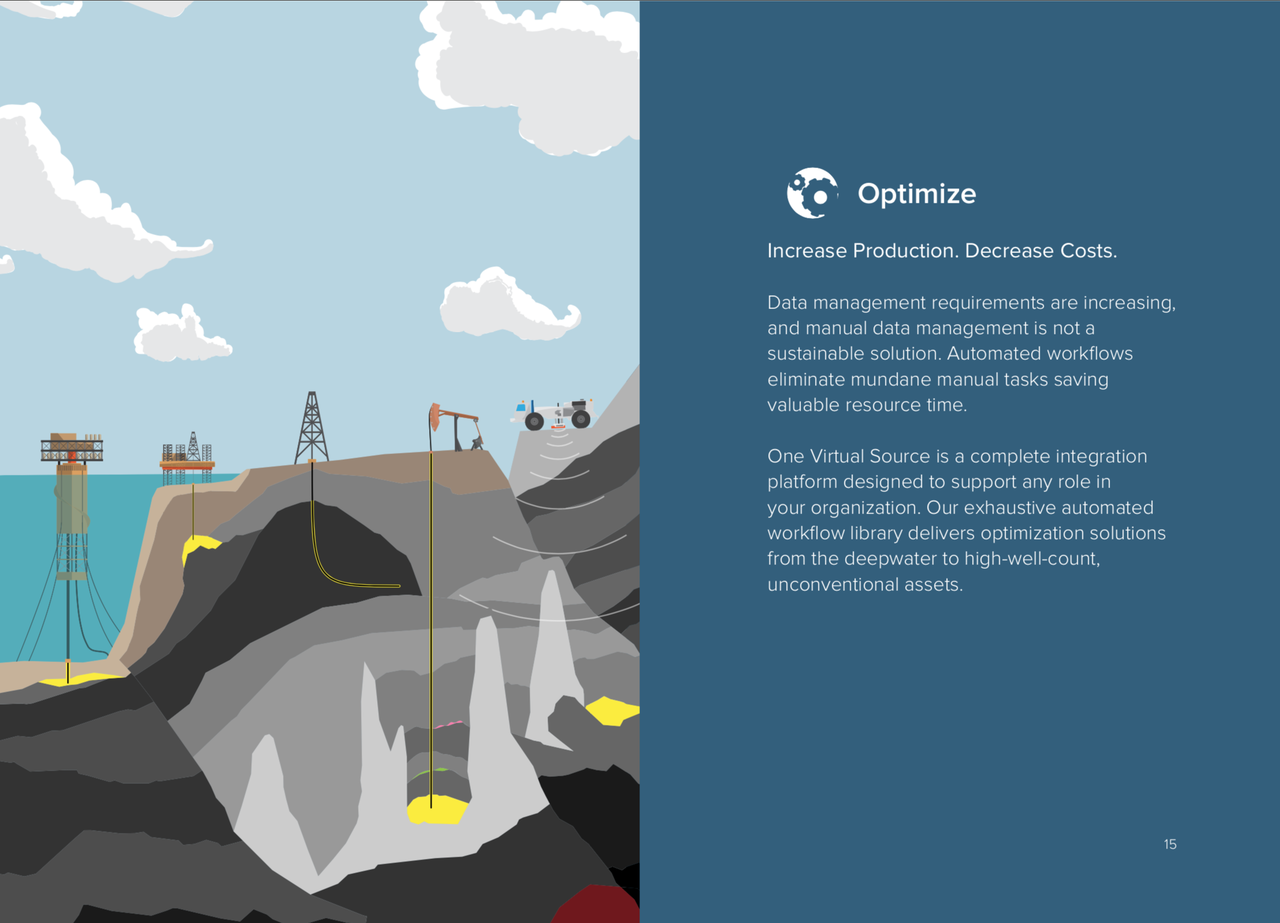 Optimize
Increase Production. Decrease Costs.
Data management requirements are increasing,
and manual data management is not a
sustainable solution. Automated workflows
eliminate mundane manual tasks saving
valuable resource time.
One Virtual Source is a complete integration
platform designed to support any role in
your organization. Our exhaustive automated
workflow library delivers optimization solutions
from the deepwater to high-well-count,
unconventional assets.
15